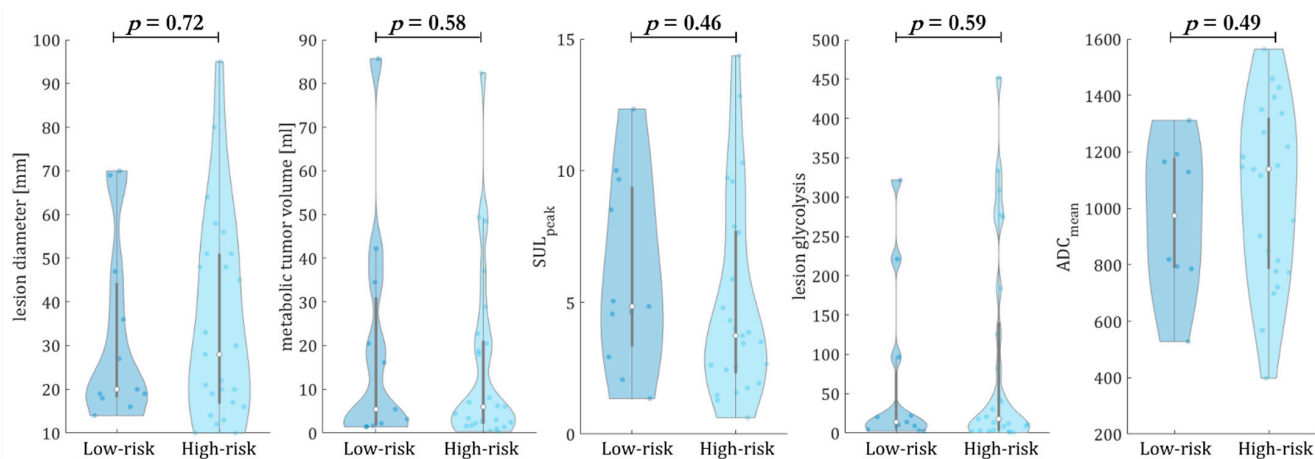 p = 0.72
lesion diameter [mm]
100
90
80
70
60
50
40
30
20
10
Low-risk High-risk
p = 0.58
metabolic tumor volume [ml]
90
80
70
60
50
40
30
20
10
0
Low-risk High-risk
p = 0.46
SULpeak
15
10
5
0
Low-risk High-risk
p = 0.59
lesion glycolysis
500
450
400
350
300
250
200
150
100
50
0
Low-risk High-risk
p = 0.49
ADCmean
1600
1400
1200
1000
800
600
400
200
Low-risk High-risk